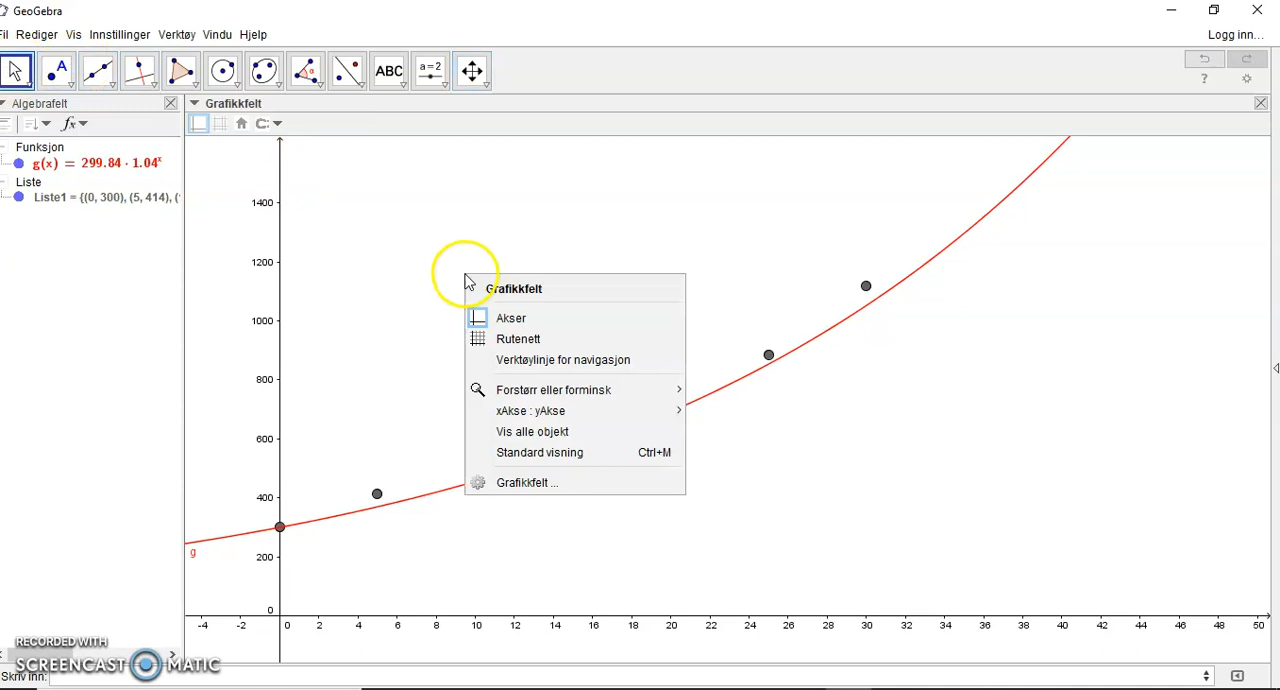 GeoGebra
Fil Rediger Vis Innstillinger Verktøy Vindu Hjelp
Logg inn...
A
α
ABC
a=2
?
Algebrafelt
Grafikkfelt
fx
Funksjon
g(x) = 299.84 · 1.04ˣ
Liste
Liste1 = {(0, 300), (5, 414), (
1400
1200
1000
800
600
400
200
0
g
Grafikkfelt
Akser
Rutenett
Verktøylinje for navigasjon
Forstørr eller forminsk
xAkse : yAkse
Vis alle objekt
Standard visning Ctrl+M
Grafikkfelt ...
-4 -2 0 2 4 6 8 10 12 14 16 18 20 22 24 26 28 30 32 34 36 38 40 42 44 46 48 50
RECORDED WITH
SCREENCAST MATIC
Skriv inn: